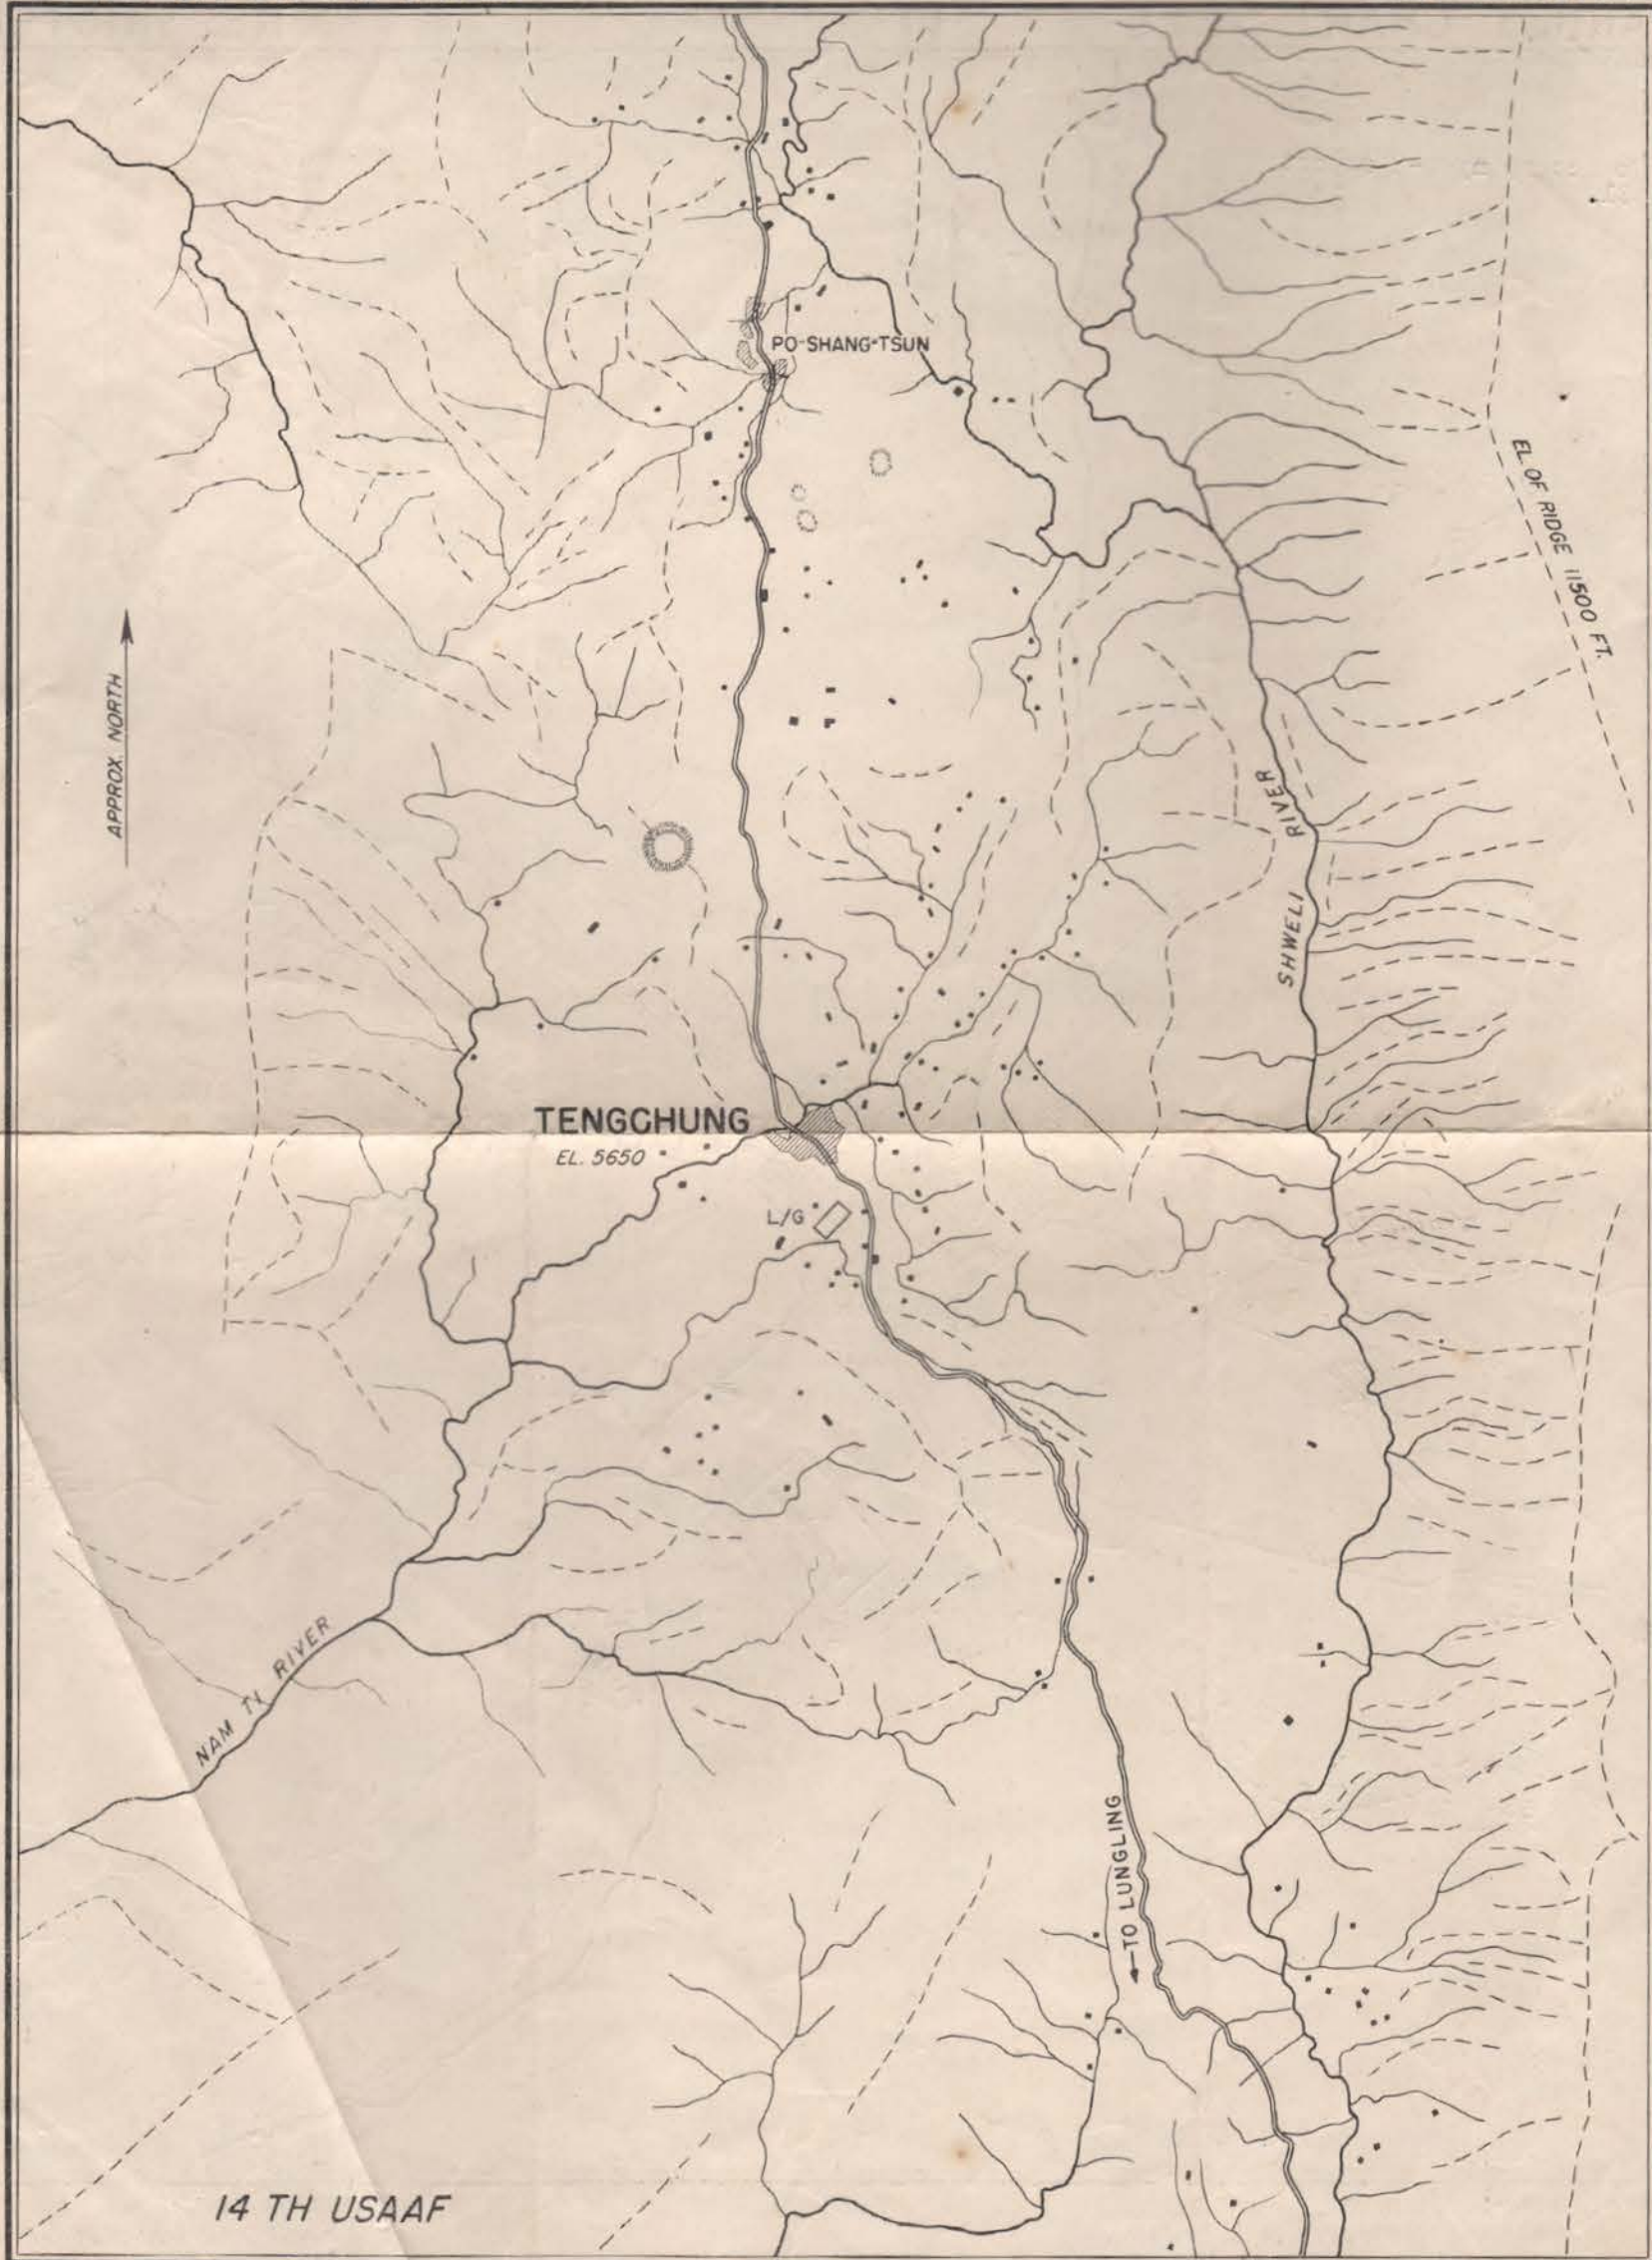 PO-SHANG-TSUN
EL. OF RIDGE 11500 FT.
APPROX. NORTH
SHWELI RIVER
TENGCHUNG
EL. 5650
L/G
NAM TI RIVER
TO LUNGLING
14 TH USAAF